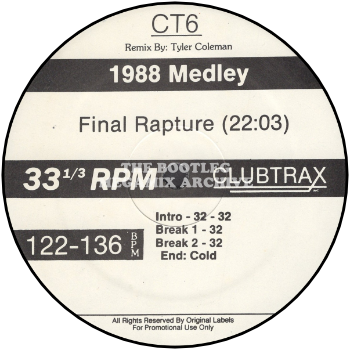 CT6
Remix By: Tyler Coleman
1988 Medley
Final Rapture (22:03)
THE BOOTLEG
MEGAMIX ARCHIVE
33 1/3 RPM
CLUBTRAX
Intro - 32 - 32
Break 1 - 32
Break 2 - 32
End: Cold
122-136 BPM
All Rights Reserved By Original Labels
For Promotional Use Only